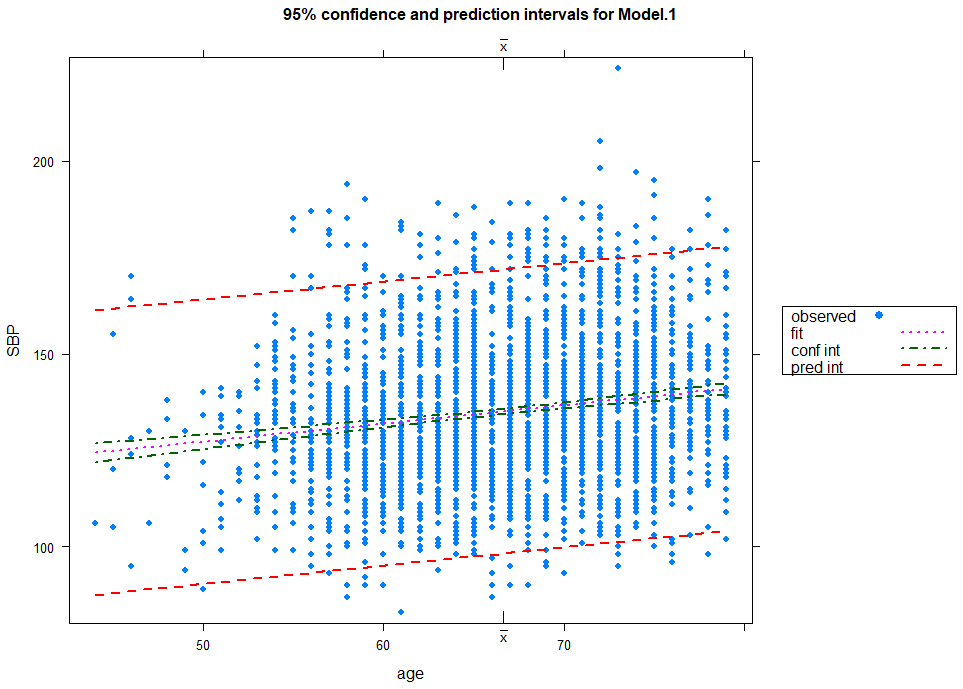 95% confidence and prediction intervals for Model.1
x̅
200
150
100
SBP
50
60
70
x̅
age
observed
fit
conf int
pred int